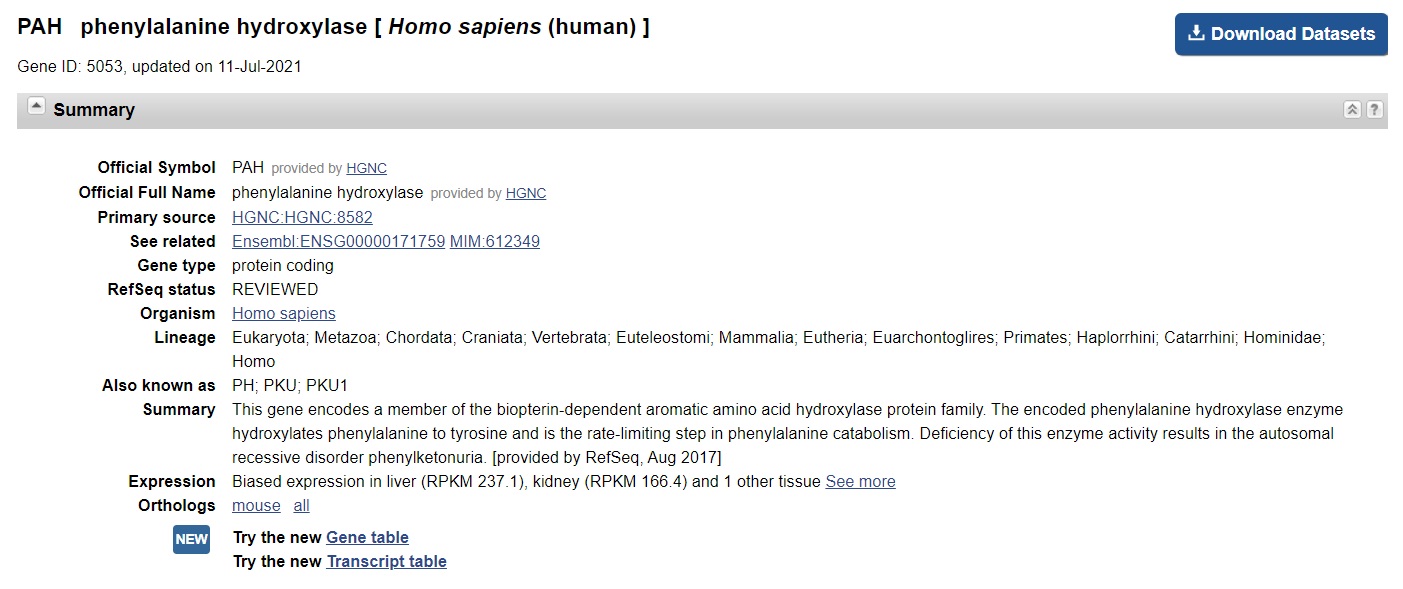 PAH phenylalanine hydroxylase [ Homo sapiens (human) ]
Download Datasets
Gene ID: 5053, updated on 11-Jul-2021
Summary
?
Official Symbol PAH provided by HGNC
Official Full Name phenylalanine hydroxylase provided by HGNC
Primary source HGNC:HGNC:8582
See related Ensembl:ENSG00000171759 MIM:612349
Gene type protein coding
RefSeq status REVIEWED
Organism Homo sapiens
Lineage Eukaryota; Metazoa; Chordata; Craniata; Vertebrata; Euteleostomi; Mammalia; Eutheria; Euarchontoglires; Primates; Haplorrhini; Catarrhini; Hominidae;
Homo
Also known as PH; PKU; PKU1
Summary This gene encodes a member of the biopterin-dependent aromatic amino acid hydroxylase protein family. The encoded phenylalanine hydroxylase enzyme
hydroxylates phenylalanine to tyrosine and is the rate-limiting step in phenylalanine catabolism. Deficiency of this enzyme activity results in the autosomal
recessive disorder phenylketonuria. [provided by RefSeq, Aug 2017]
Expression Biased expression in liver (RPKM 237.1), kidney (RPKM 166.4) and 1 other tissue See more
Orthologs mouse all
NEW Try the new Gene table
Try the new Transcript table